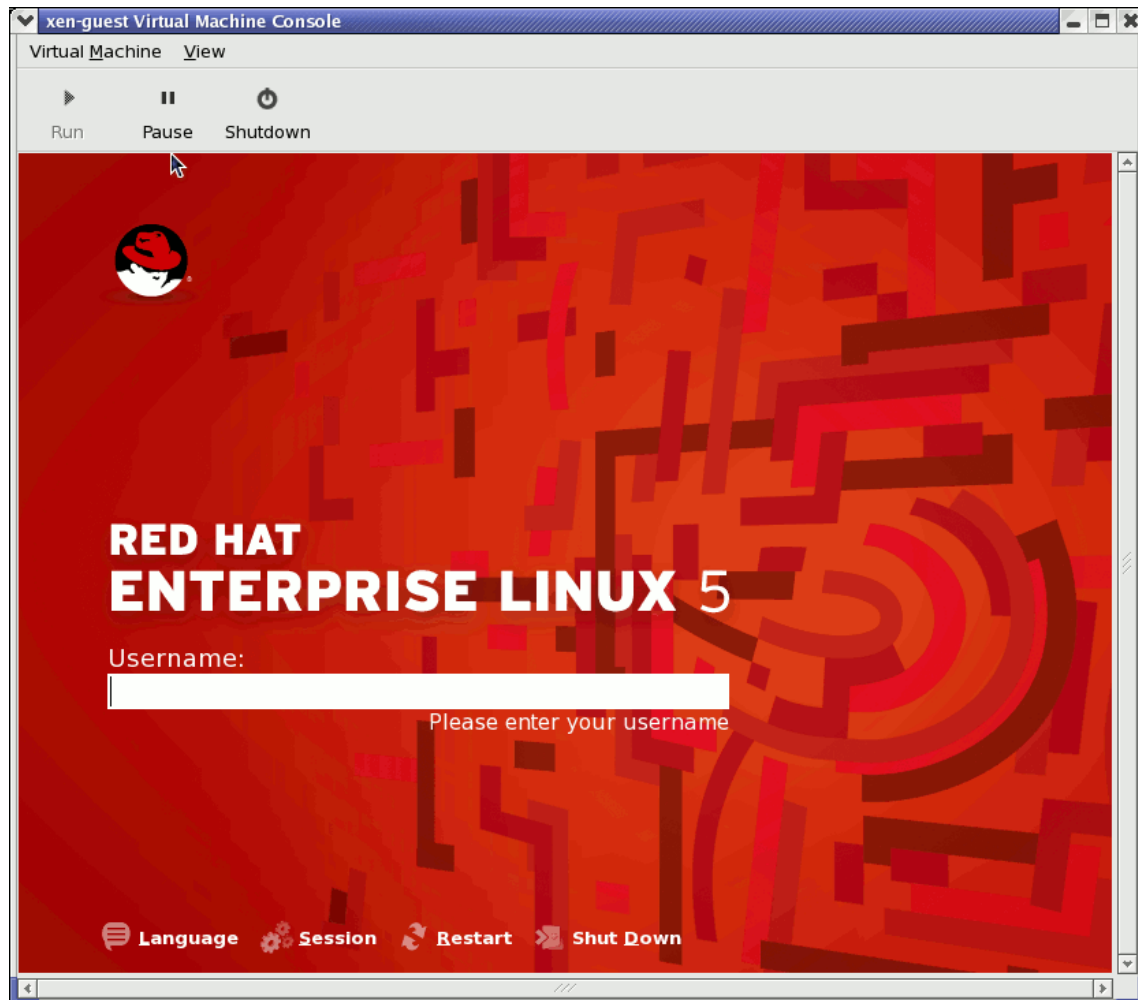 xen-guest Virtual Machine Console
Virtual Machine View
Run Pause Shutdown
RED HAT
ENTERPRISE LINUX 5
Username:
Please enter your username
Language Session Restart Shut Down